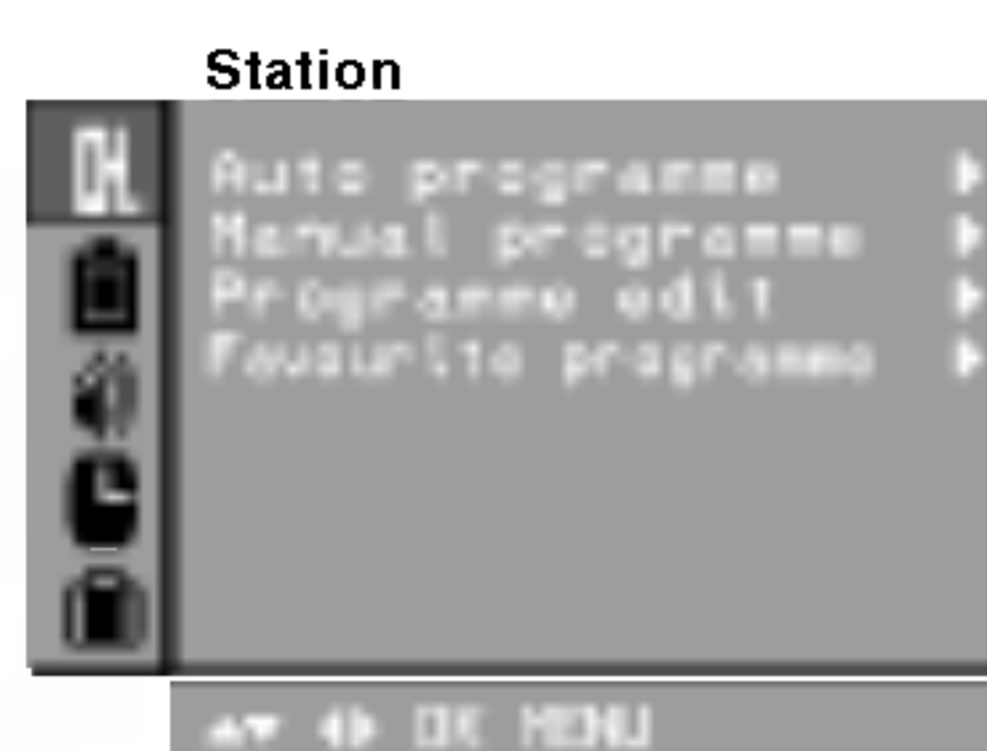 Station
CH.
Auto programme
Manual programme
Programme edit
Favourite programme
▲▼ ◀▶ OK MENU